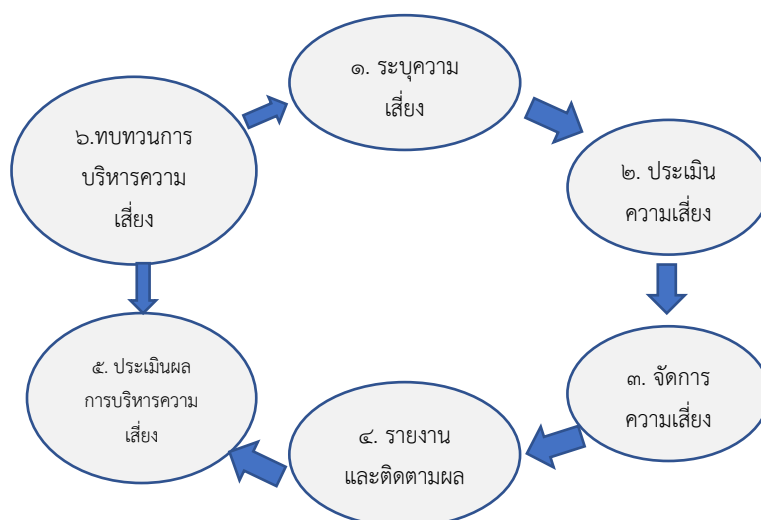 ๑. ระบุความ
เสี่ยง
๒. ประเมิน
ความเสี่ยง
๓. จัดการ
ความเสี่ยง
๔. รายงาน
และติดตามผล
๕. ประเมินผล
การบริหารความ
เสี่ยง
๖.ทบทวนการ
บริหารความ
เสี่ยง